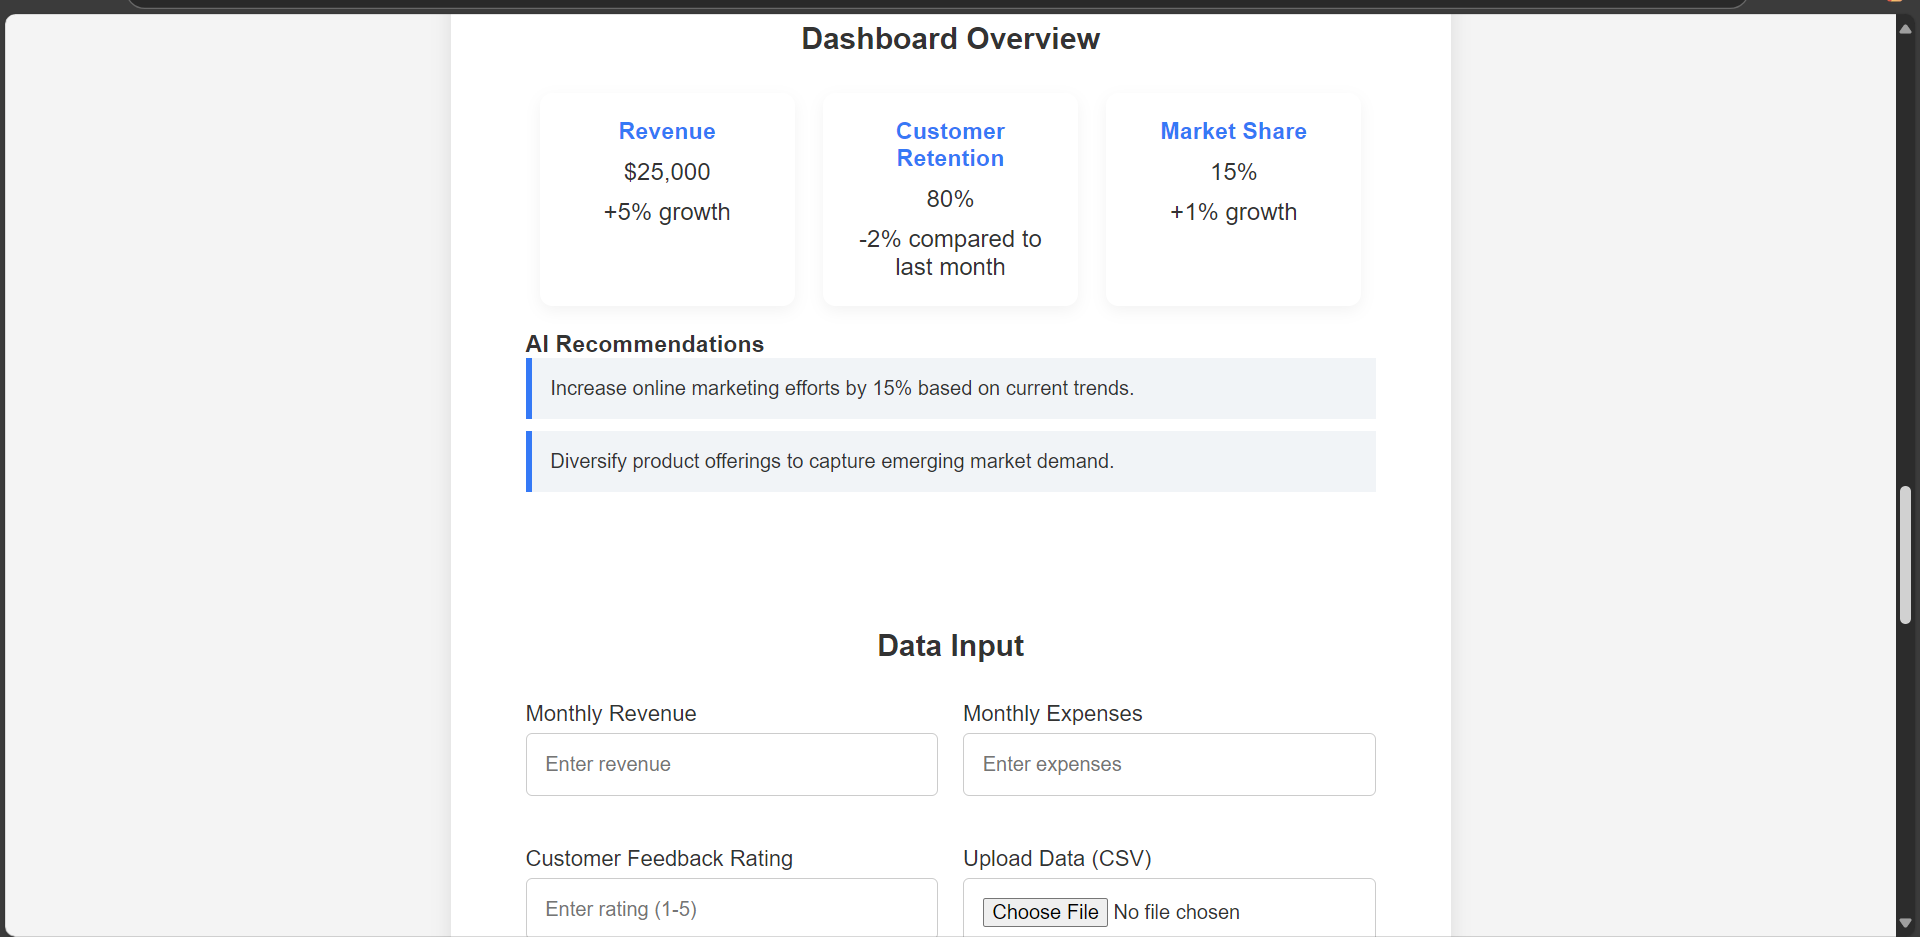 Dashboard Overview
Revenue
$25,000
+5% growth
Customer
Retention
80%
-2% compared to
last month
Market Share
15%
+1% growth
AI Recommendations
Increase online marketing efforts by 15% based on current trends.
Diversify product offerings to capture emerging market demand.
Data Input
Monthly Revenue
Enter revenue
Monthly Expenses
Enter expenses
Customer Feedback Rating
Enter rating (1-5)
Upload Data (CSV)
Choose File No file chosen